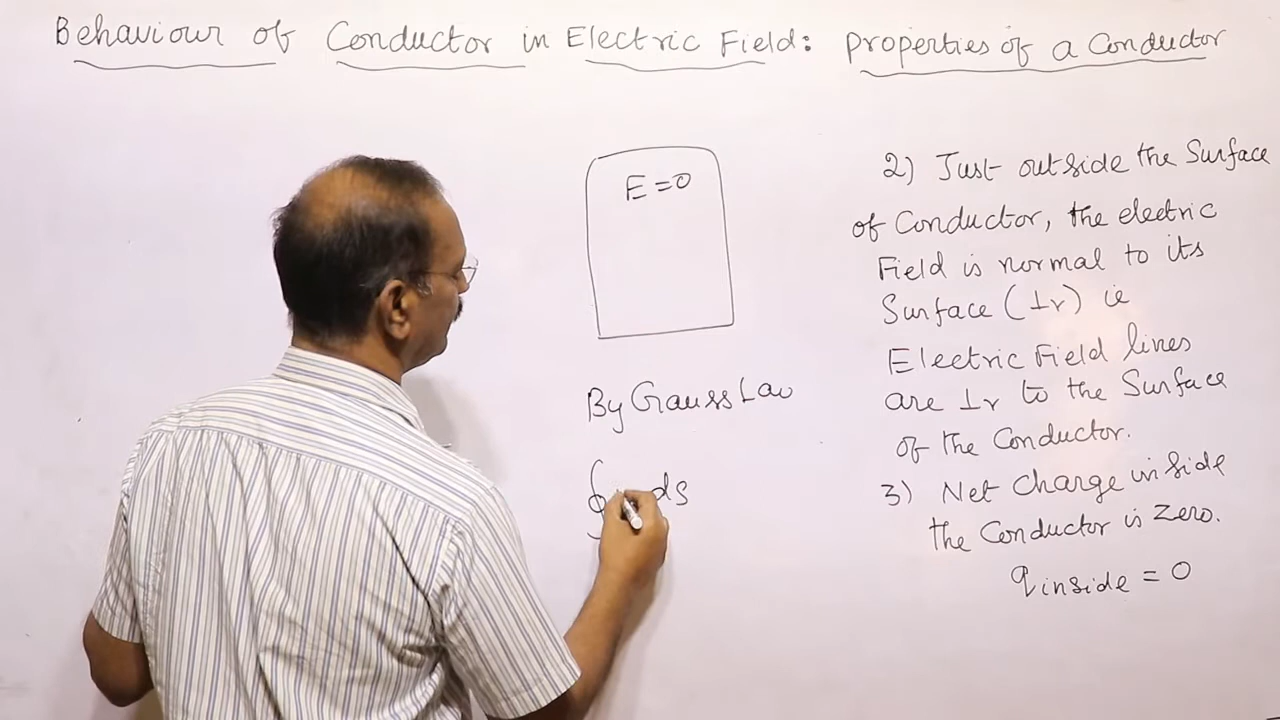 Behaviour of Conductor in Electric Field: Properties of a Conductor
E = 0
By Gauss Law
∮ ds
2) Just outside the Surface
of Conductor, the electric
Field is normal to its
Surface (⊥r) ie
Electric Field lines
are ⊥r to the Surface
of the Conductor.
3) Net Charge inside
the Conductor is Zero.
q inside = 0